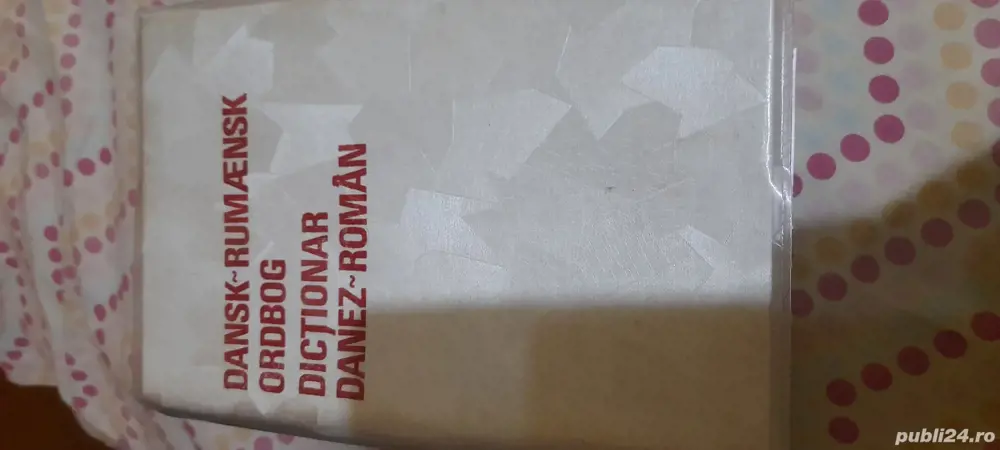 DANSK~RUMÆNSK
ORDBOG
DICȚIONAR
DANEZ~ROMÂN
publi24.ro